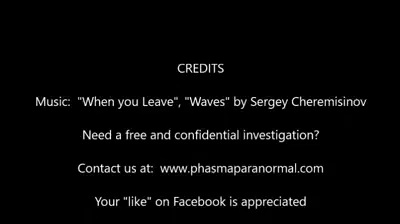 CREDITS
Music:  "When you Leave", "Waves" by Sergey Cheremisinov
Need a free and confidential investigation?
Contact us at:  www.phasmaparanormal.com
Your "like" on Facebook is appreciated